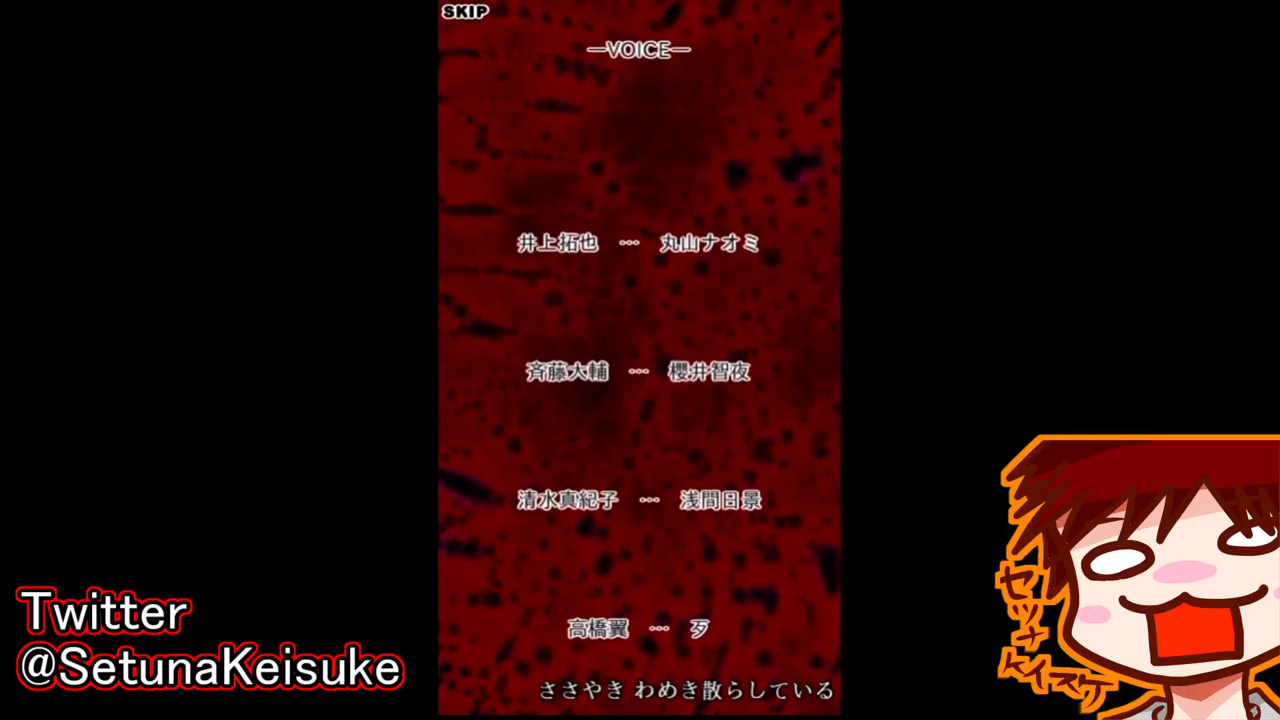 SKIP
―VOICE―
井上拓也 … 丸山ナオミ
斉藤大輔 … 櫻井智夜
清水真紀子 … 浅間日景
高橋翼 … 歹
ささやき わめき散らしている
Twitter
@SetunaKeisuke
セツナ
ケイスケ